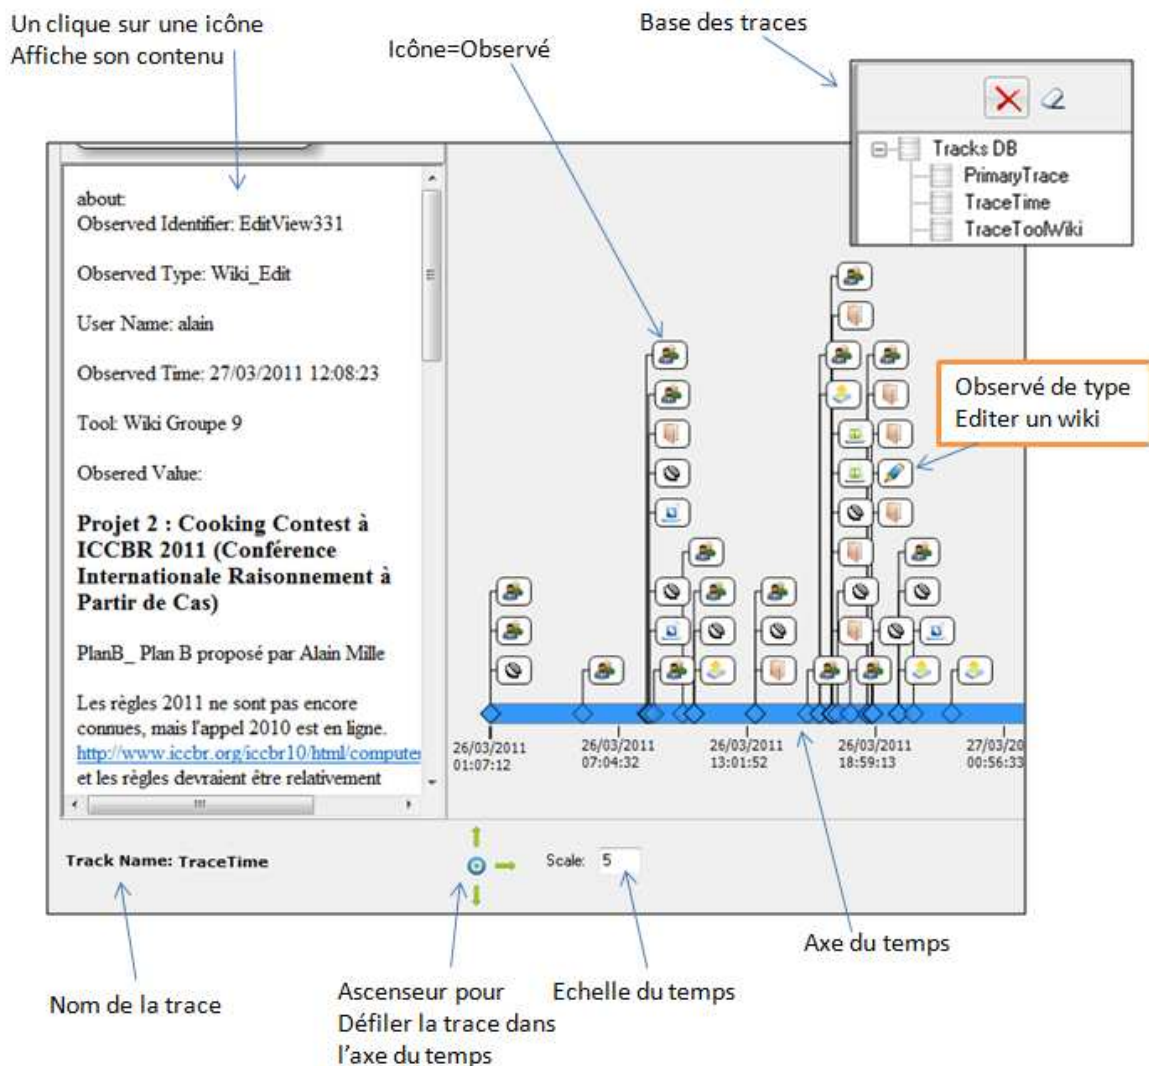 Un clique sur une icône
Affiche son contenu
Icône=Observé
Base des traces
Tracks DB
PrimaryTrace
TraceTime
TraceToolWiki
about:
Observed Identifier: EditView331
Observed Type: Wiki_Edit
User Name: alain
Observed Time: 27/03/2011 12:08:23
Tool: Wiki Groupe 9
Obsered Value:
Projet 2 : Cooking Contest à
ICCBR 2011 (Conférence
Internationale Raisonnement à
Partir de Cas)
PlanB_ Plan B proposé par Alain Mille
Les règles 2011 ne sont pas encore
connues, mais l'appel 2010 est en ligne.
http://www.iccbr.org/iccbr10/html/computer
et les règles devraient être relativement
Observé de type
Editer un wiki
26/03/2011
01:07:12
26/03/2011
07:04:32
26/03/2011
13:01:52
26/03/2011
18:59:13
27/03/20
00:56:33
Track Name: TraceTime
Scale: 5
Axe du temps
Nom de la trace
Ascenseur pour
Défiler la trace dans
l'axe du temps
Echelle du temps